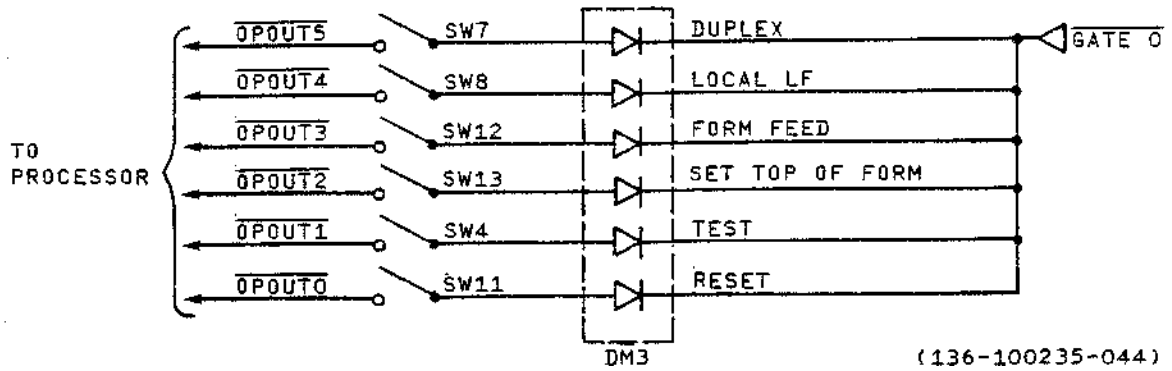 OPOUT5 SW7 DUPLEX GATE 0
OPOUT4 SW8 LOCAL LF
OPOUT3 SW12 FORM FEED
TO
PROCESSOR
OPOUT2 SW13 SET TOP OF FORM
OPOUT1 SW4 TEST
OPOUT0 SW11 RESET
DM3
(136-100235-044)